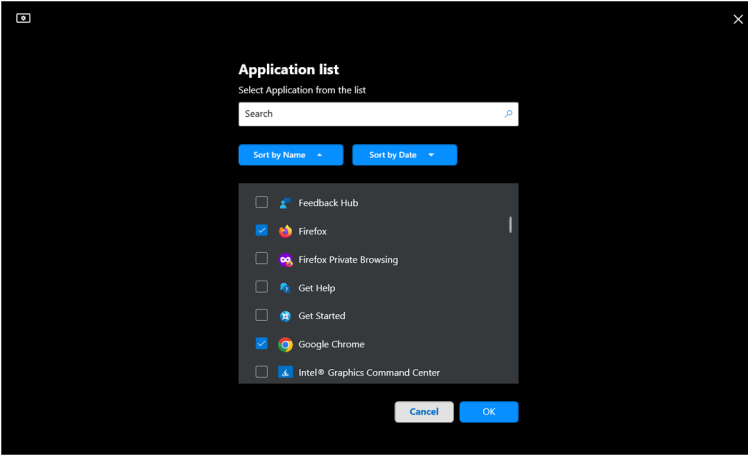 Application list
Select Application from the list
Search
Sort by Name
Sort by Date
Feedback Hub
Firefox
Firefox Private Browsing
Get Help
Get Started
Google Chrome
Intel® Graphics Command Center
Cancel
OK